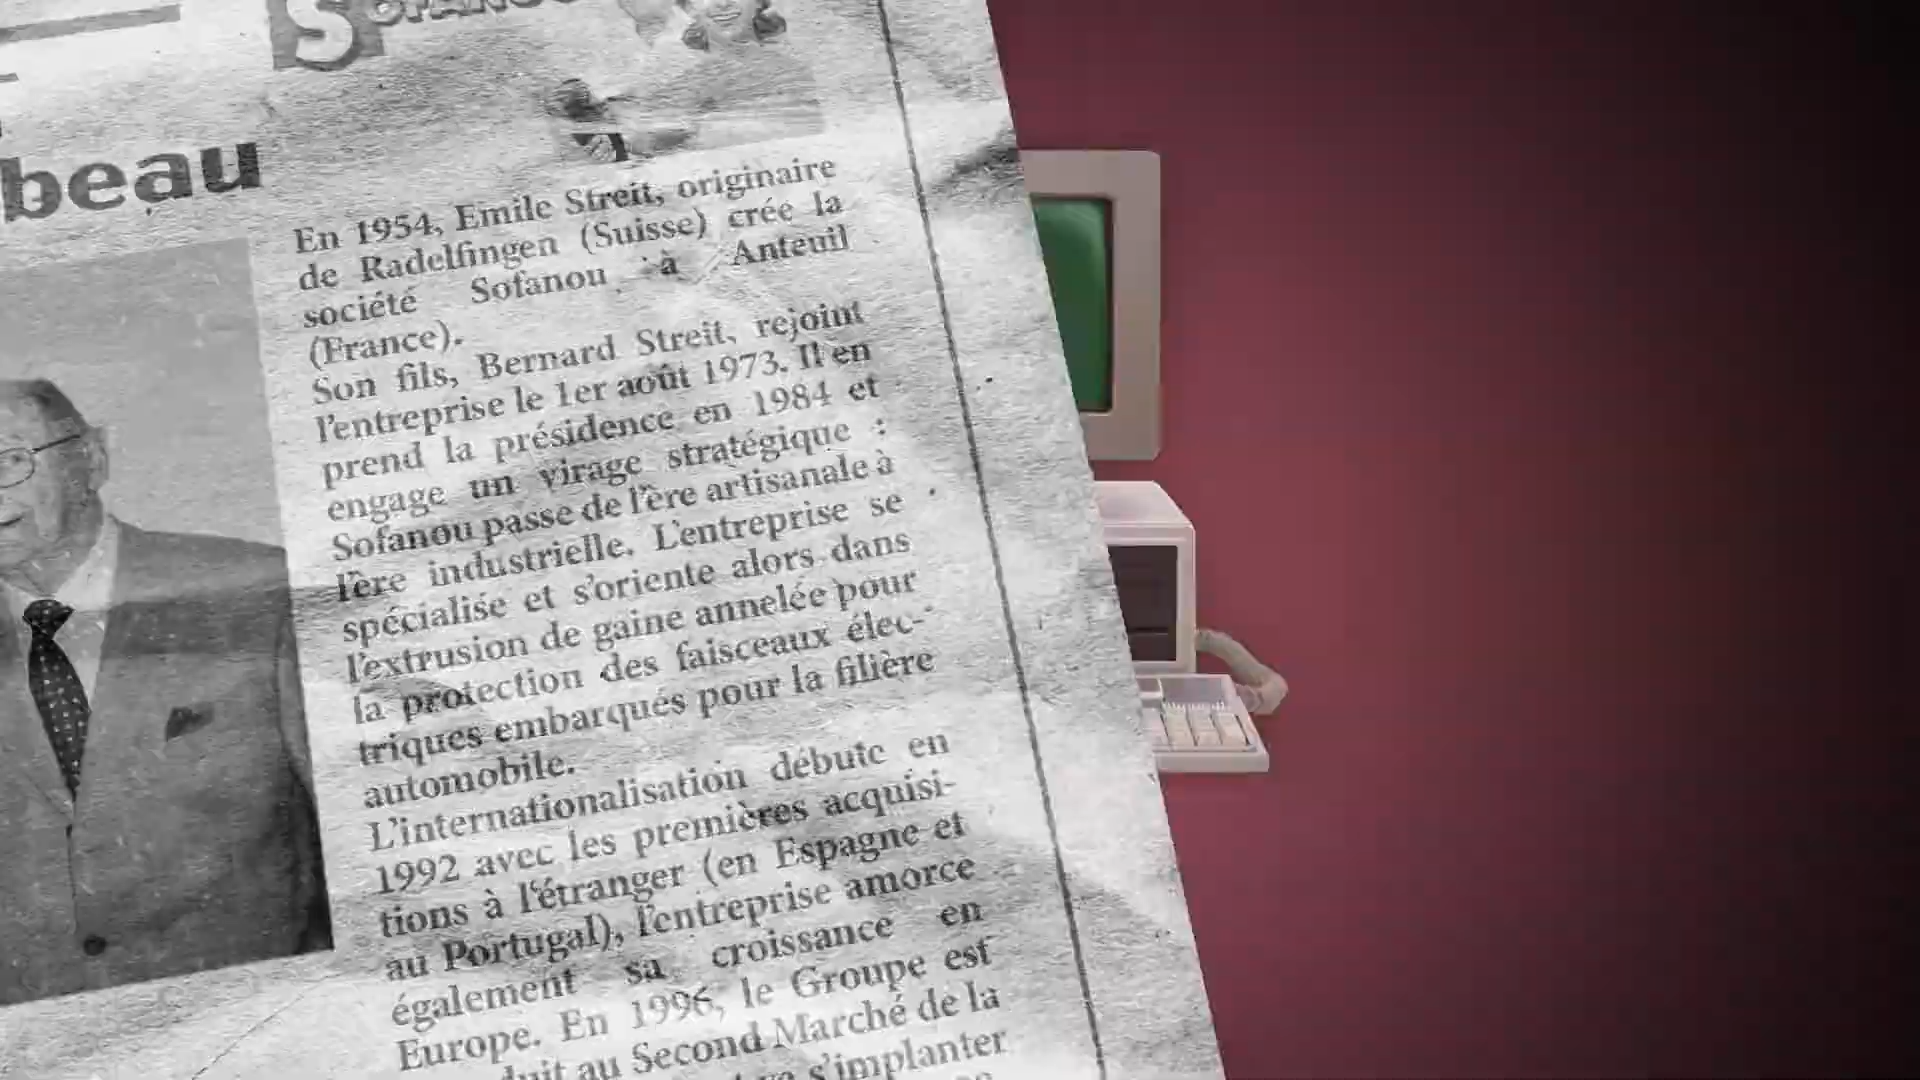 SOFANOU
beau
En 1954, Emile Streit, originaire
de Radelfingen (Suisse) crée la
société Sofanou à Anteuil
(France).
Son fils, Bernard Streit, rejoint
l'entreprise le 1er août 1973. Il en
prend la présidence en 1984 et
engage un virage stratégique :
Sofanou passe de l'ère artisanale à
l'ère industrielle. L'entreprise se
spécialise et s'oriente alors dans
l'extrusion de gaine annelée pour
la protection des faisceaux élec-
triques embarqués pour la filière
automobile.
L'internationalisation débute en
1992 avec les premières acquisi-
tions à l'étranger (en Espagne et
au Portugal), l'entreprise amorce
également sa croissance en
Europe. En 1996, le Groupe est
duit au Second Marché de la
s'implanter